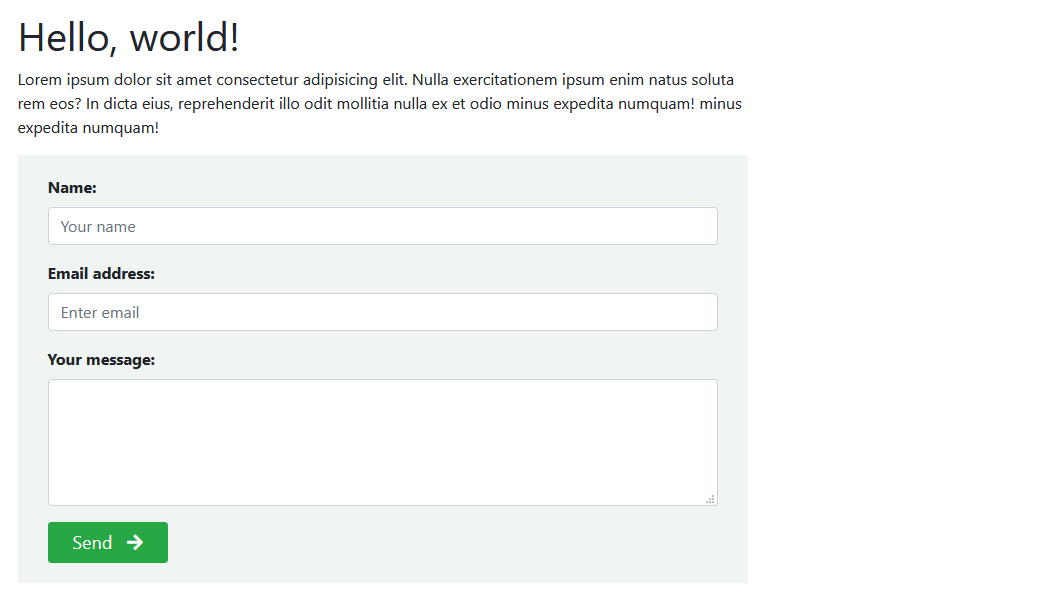 Hello, world!
Lorem ipsum dolor sit amet consectetur adipisicing elit. Nulla exercitationem ipsum enim natus soluta
rem eos? In dicta eius, reprehenderit illo odit mollitia nulla ex et odio minus expedita numquam! minus
expedita numquam!
Name:
Your name
Email address:
Enter email
Your message:
Send